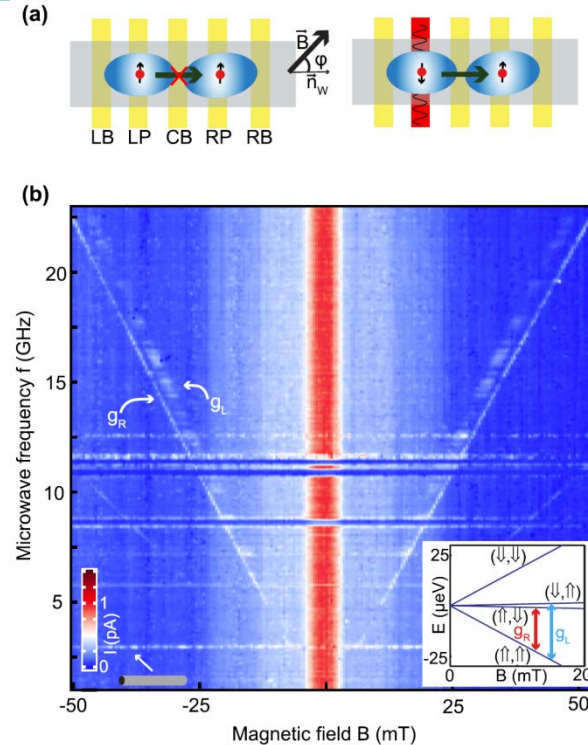 (a)
B
φ
n_w
LB LP CB RP RB
(b)
Microwave frequency f (GHz)
20
15
10
5
g_R
g_L
I (pA)
1
0
25
E (μeV)
-25
(⇓,⇓)
(⇓,⇑)
(⇑,⇓)
(⇑,⇑)
g_R
g_L
0 20
B (mT)
-50 -25 0 25 50
Magnetic field B (mT)